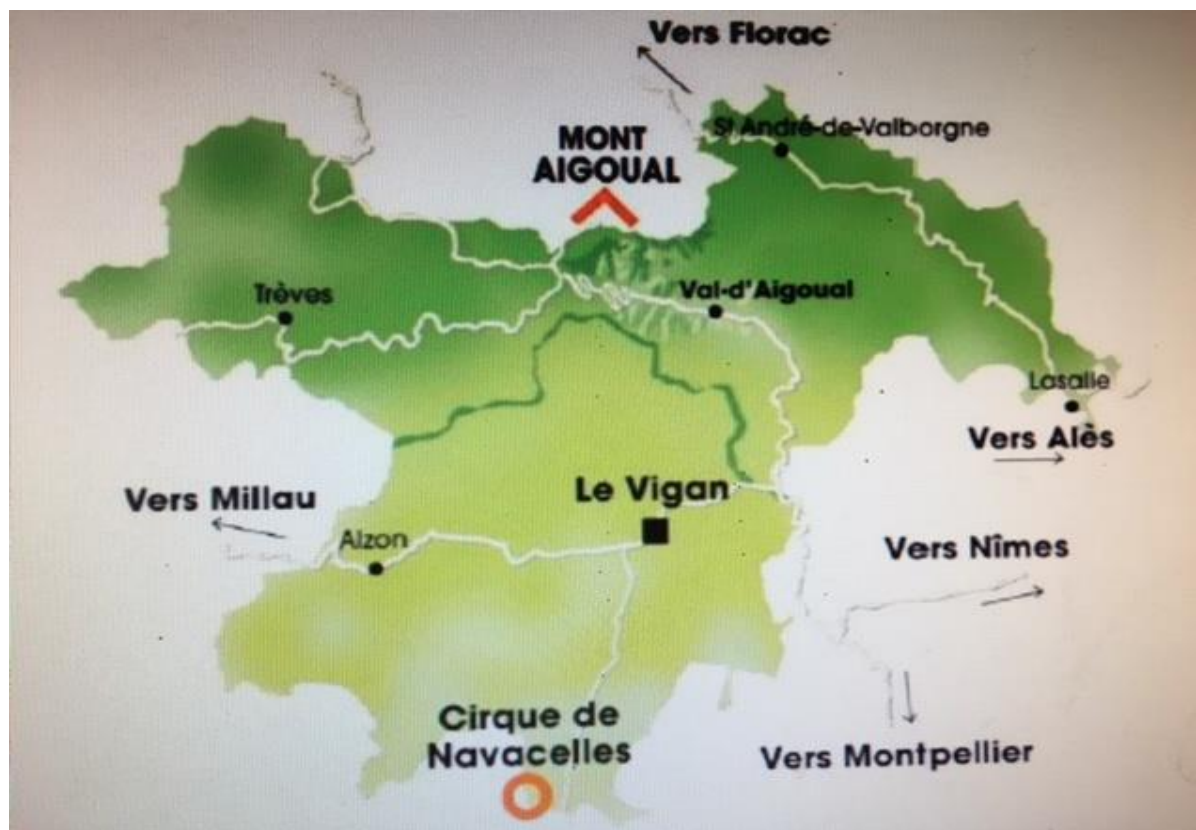 Vers Florac
St André-de-Valborgne
MONT
AIGOUAL
Trèves
Val-d'Aigoual
Lasalle
Vers Alès
Le Vigan
Vers Millau
Alzon
Vers Nîmes
Cirque de
Navacelles
Vers Montpellier